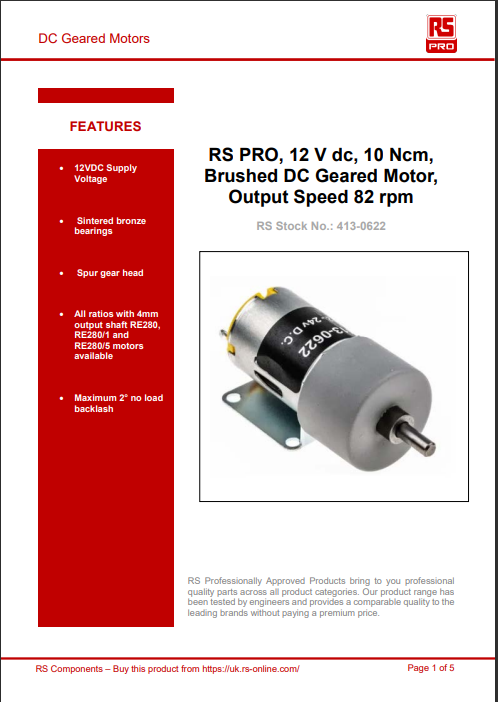 DC Geared Motors
RS
PRO
FEATURES
• 12VDC Supply
Voltage
• Sintered bronze
bearings
• Spur gear head
• All ratios with 4mm
output shaft RE280,
RE280/1 and
RE280/5 motors
available
• Maximum 2° no load
backlash
RS PRO, 12 V dc, 10 Ncm,
Brushed DC Geared Motor,
Output Speed 82 rpm
RS Stock No.: 413-0622
24v D.C.
13-0622
RS Professionally Approved Products bring to you professional
quality parts across all product categories. Our product range has
been tested by engineers and provides a comparable quality to the
leading brands without paying a premium price.
RS Components – Buy this product from https://uk.rs-online.com/
Page 1 of 5